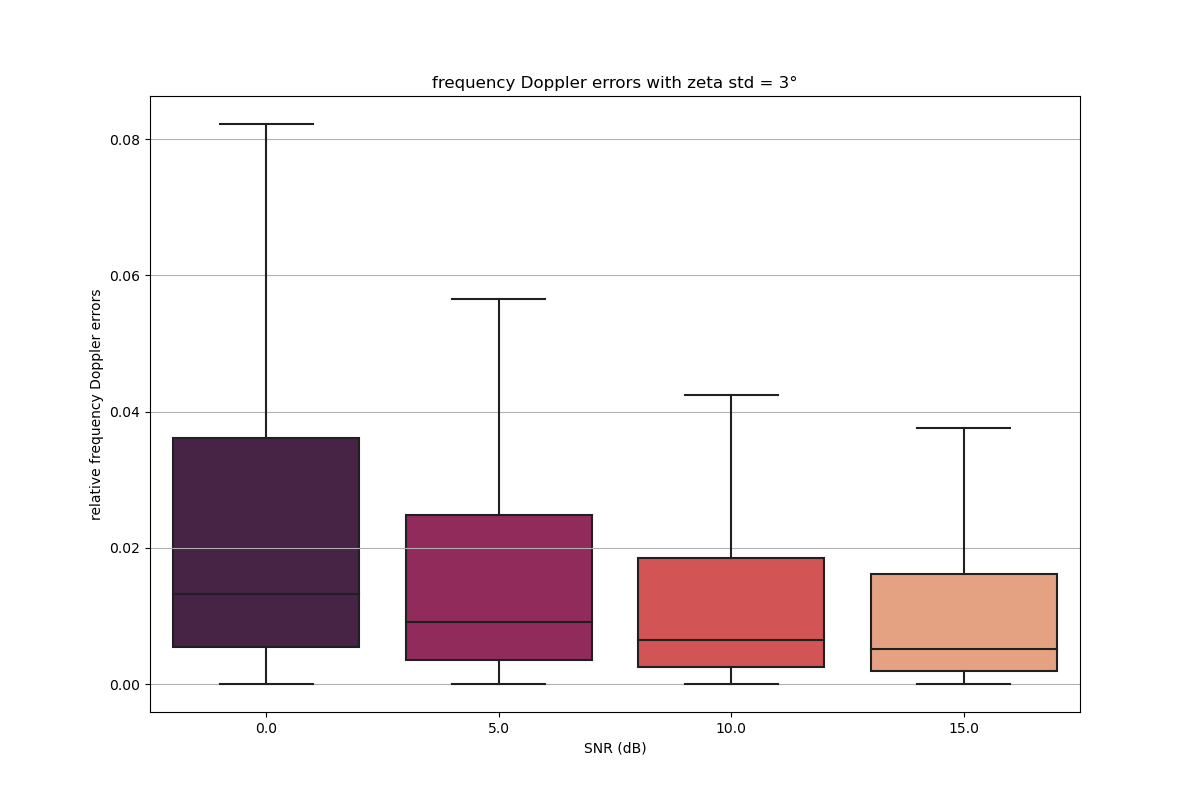 frequency Doppler errors with zeta std = 3°
relative frequency Doppler errors
0.08
0.06
0.04
0.02
0.00
0.0 5.0 10.0 15.0
SNR (dB)